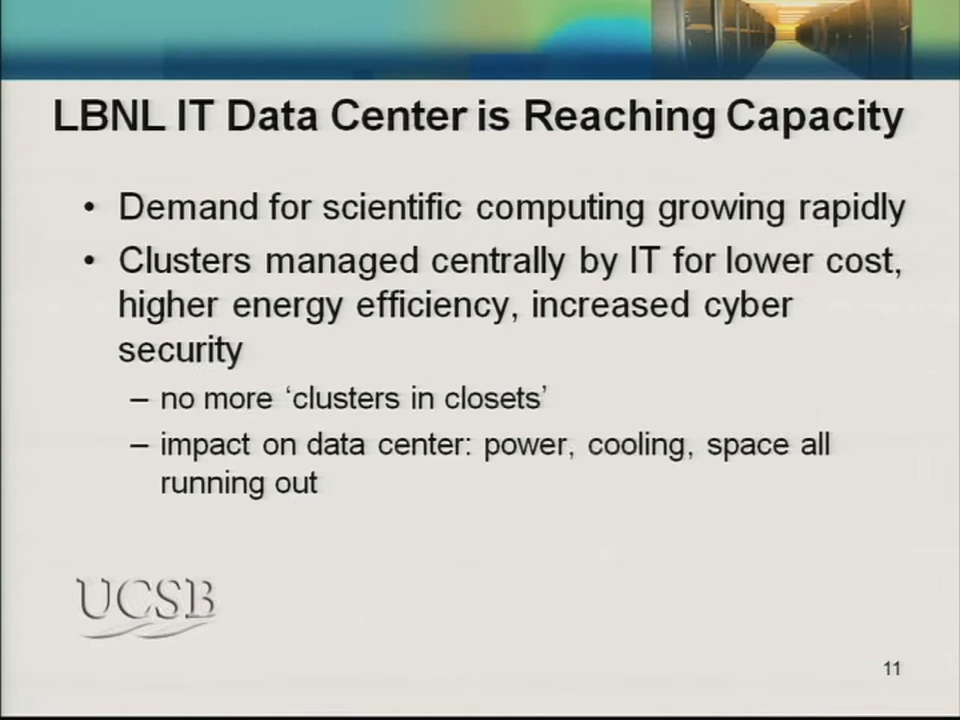 LBNL IT Data Center is Reaching Capacity
• Demand for scientific computing growing rapidly
• Clusters managed centrally by IT for lower cost,
higher energy efficiency, increased cyber
security
– no more ‘clusters in closets’
– impact on data center: power, cooling, space all
running out
UCSB
11